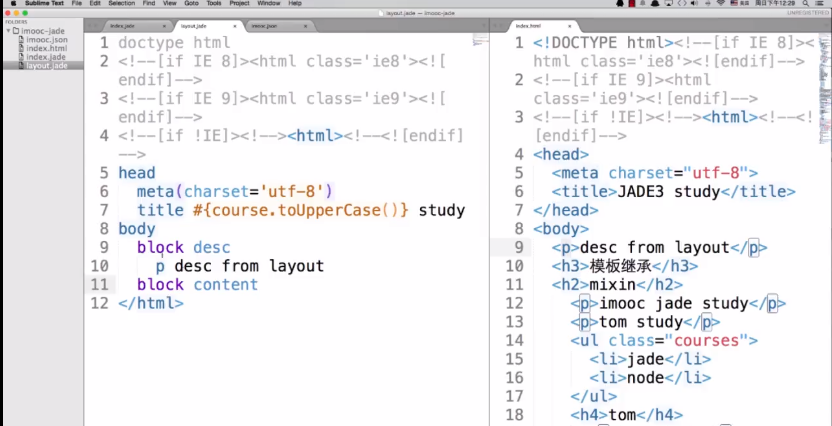 Sublime Text File Edit Selection Find View Goto Tools Project Window Help
周日下午12:29
layout.jade — imooc-jade
UNREGISTERED
FOLDERS
imooc-jade
imooc.json
index.html
index.jade
layout.jade
index.jade layout.jade imooc.json
1 doctype html
2 <!--[if IE 8]><html class='ie8'><![
endif]-->
3 <!--[if IE 9]><html class='ie9'><![
endif]-->
4 <!--[if !IE]><!--><html><!--<![endif]
-->
5 head
6 meta(charset='utf-8')
7 title #{course.toUpperCase()} study
8 body
9 block desc
10 p desc from layout
11 block content
12 </html>
index.html
1 <!DOCTYPE html><!--[if IE 8]><
html class='ie8'><![endif]-->
2 <!--[if IE 9]><html
class='ie9'><![endif]-->
3 <!--[if !IE]><!--><html><!--<!
[endif]-->
4 <head>
5 <meta charset="utf-8">
6 <title>JADE3 study</title>
7 </head>
8 <body>
9 <p>desc from layout</p>
10 <h3>模板继承</h3>
11 <h2>mixin</h2>
12 <p>imooc jade study</p>
13 <p>tom study</p>
14 <ul class="courses">
15 <li>jade</li>
16 <li>node</li>
17 </ul>
18 <h4>tom</h4>